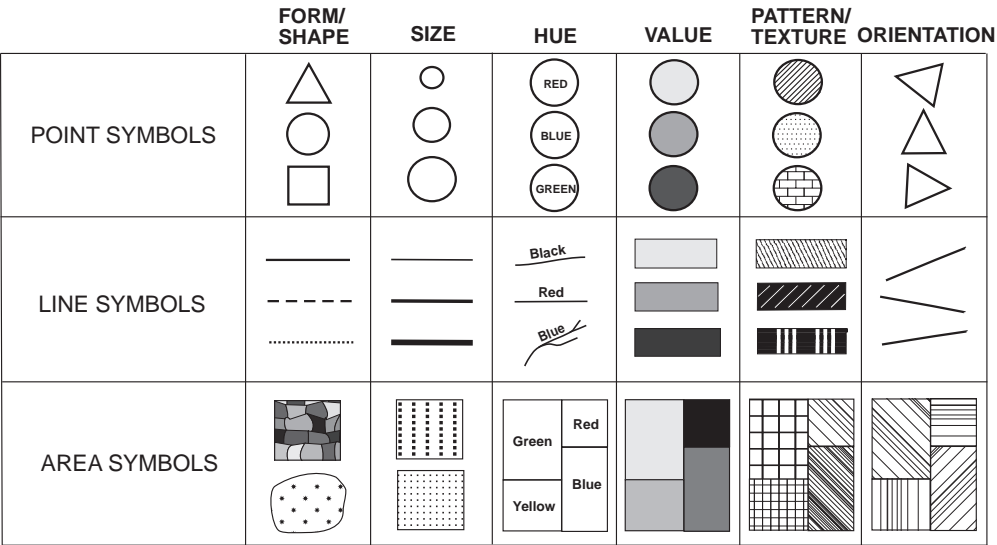 FORM/
SHAPE
SIZE
HUE
VALUE
PATTERN/
TEXTURE
ORIENTATION
POINT SYMBOLS
RED
BLUE
GREEN
LINE SYMBOLS
Black
Red
Blue
AREA SYMBOLS
Green
Red
Blue
Yellow